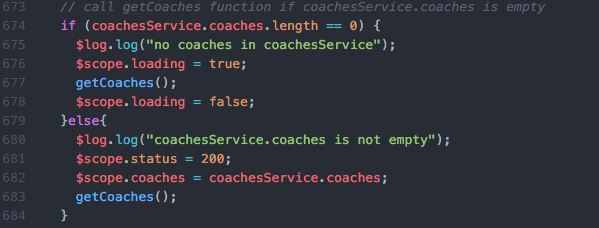 673 // call getCoaches function if coachesService.coaches is empty
674 if (coachesService.coaches.length == 0) {
675 $log.log("no coaches in coachesService");
676 $scope.loading = true;
677 getCoaches();
678 $scope.loading = false;
679 }else{
680 $log.log("coachesService.coaches is not empty");
681 $scope.status = 200;
682 $scope.coaches = coachesService.coaches;
683 getCoaches();
684 }